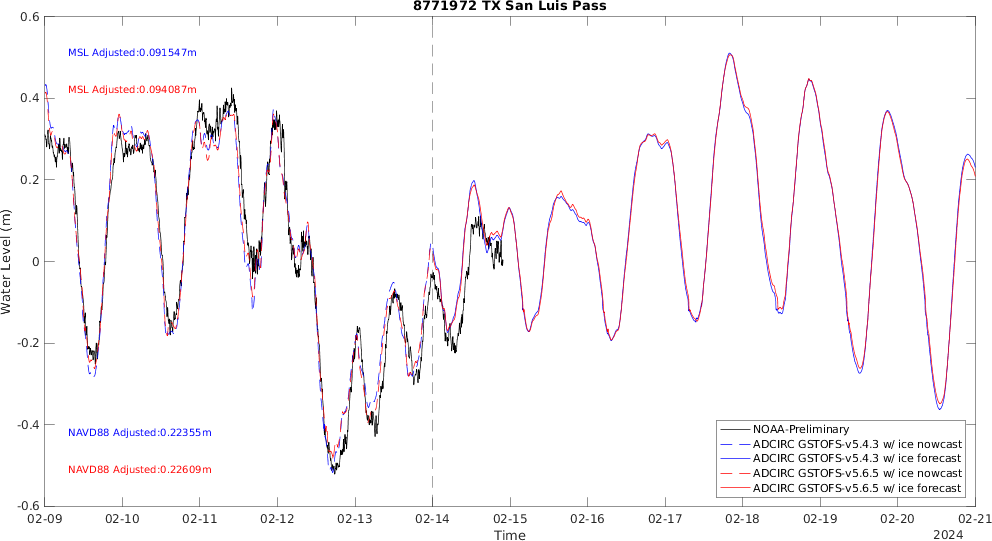 8771972 TX San Luis Pass
0.6
0.4
0.2
0
-0.2
-0.4
-0.6
Water Level (m)
MSL Adjusted:0.091547m
MSL Adjusted:0.094087m
NAVD88 Adjusted:0.22355m
NAVD88 Adjusted:0.22609m
NOAA-Preliminary
ADCIRC GSTOFS-v5.4.3 w/ ice nowcast
ADCIRC GSTOFS-v5.4.3 w/ ice forecast
ADCIRC GSTOFS-v5.6.5 w/ ice nowcast
ADCIRC GSTOFS-v5.6.5 w/ ice forecast
02-09 02-10 02-11 02-12 02-13 02-14 02-15 02-16 02-17 02-18 02-19 02-20 02-21
Time
2024